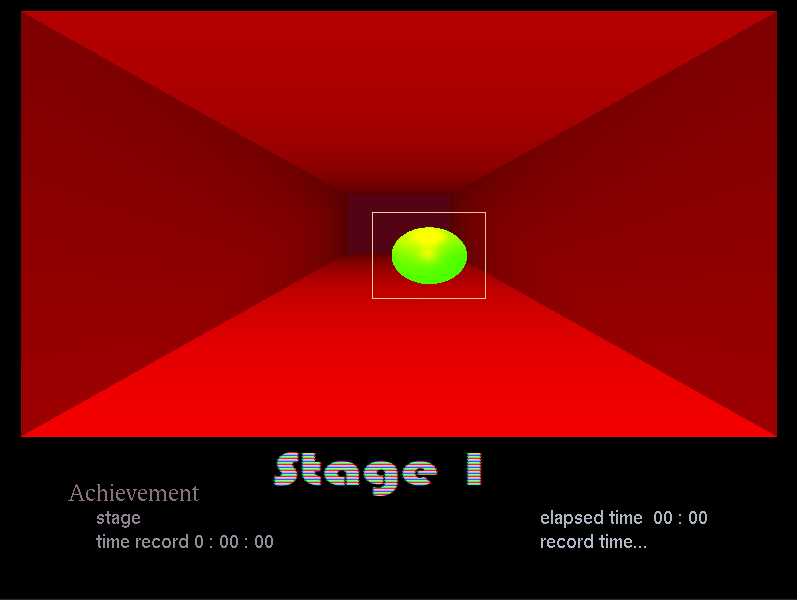 Stage 1
Achievement
stage
time record 0 : 00 : 00
elapsed time 00 : 00
record time...